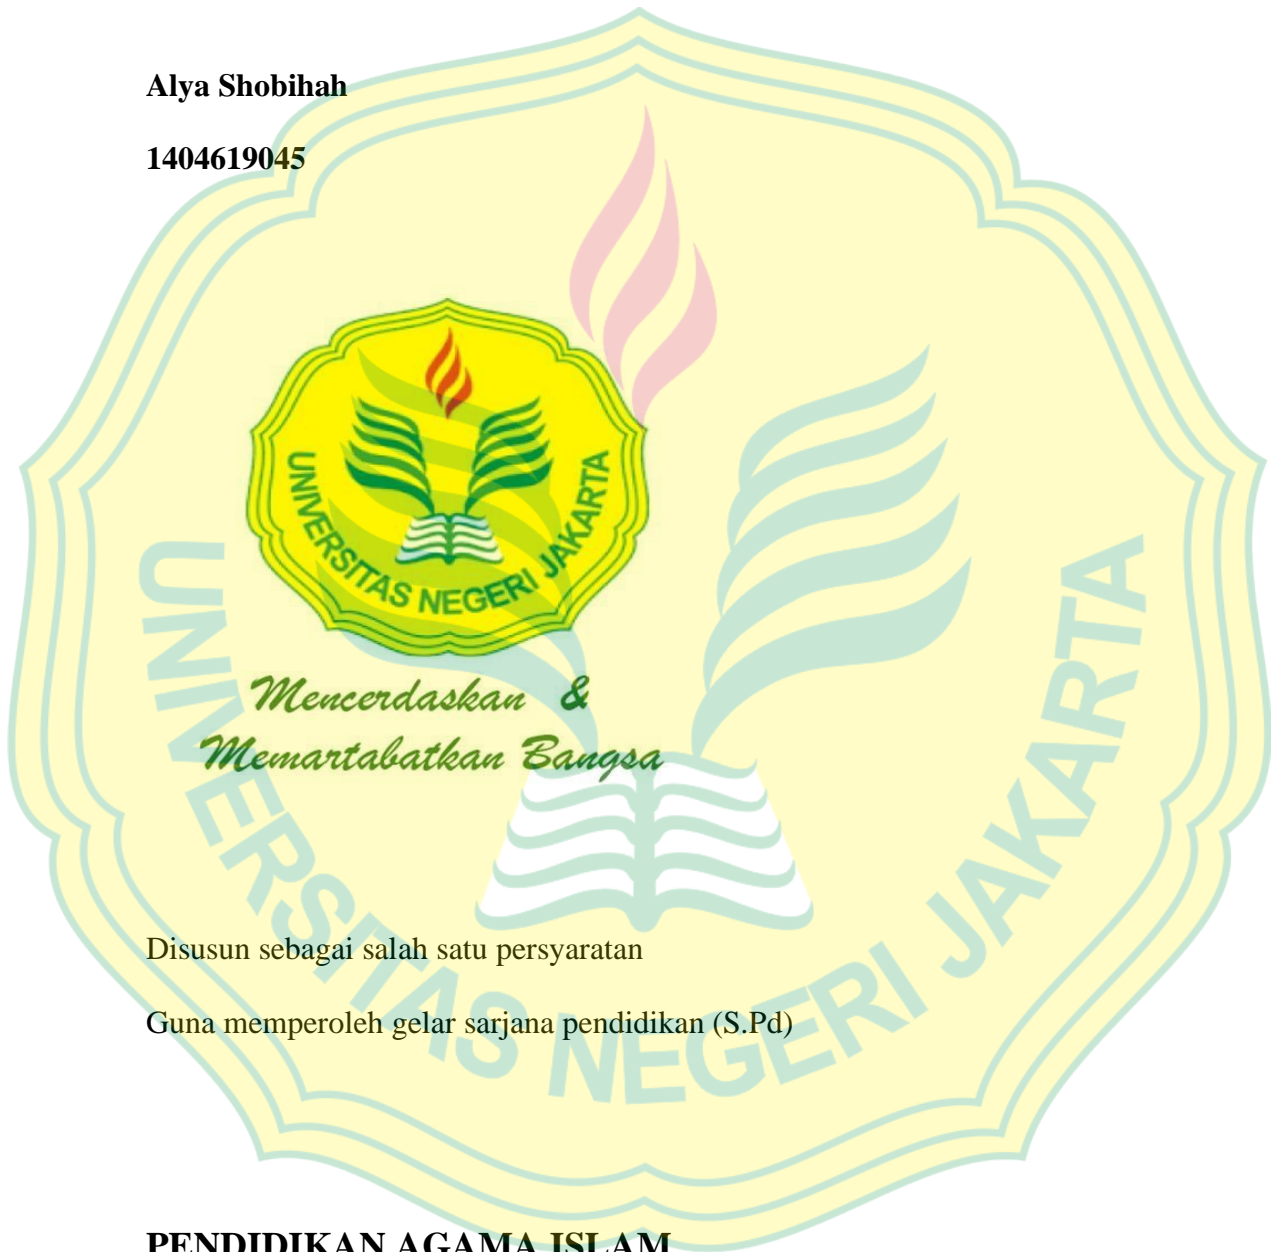 Alya Shobihah
1404619045
UNIVERSITAS NEGERI JAKARTA
Mencerdaskan &
Memartabatkan Bangsa
Disusun sebagai salah satu persyaratan
Guna memperoleh gelar sarjana pendidikan (S.Pd)
PENDIDIKAN AGAMA ISLAM
UNIVERSITAS NEGERI JAKARTA